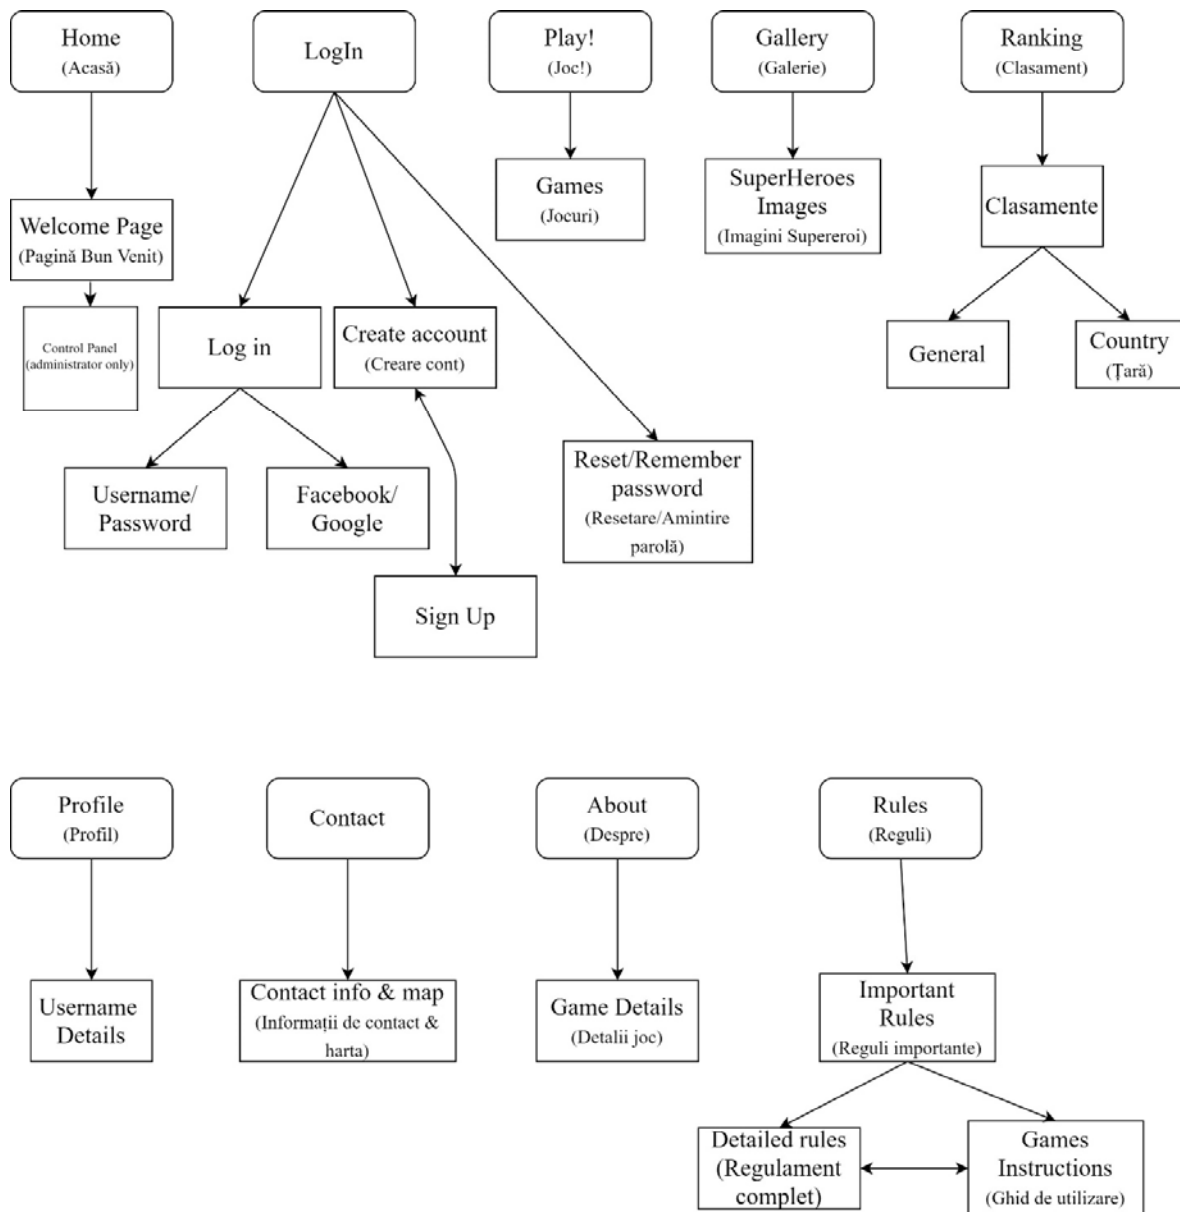 Home
(Acasă)
LogIn
Play!
(Joc!)
Gallery
(Galerie)
Ranking
(Clasament)
Games
(Jocuri)
SuperHeroes
Images
(Imagini Supereroi)
Clasamente
Welcome Page
(Pagină Bun Venit)
Control Panel
(administrator only)
Log in
Create account
(Creare cont)
General
Country
(Țară)
Username/
Password
Facebook/
Google
Reset/Remember
password
(Resetare/Amintire
parolă)
Sign Up
Profile
(Profil)
Contact
About
(Despre)
Rules
(Reguli)
Username
Details
Contact info & map
(Informații de contact &
harta)
Game Details
(Detalii joc)
Important
Rules
(Reguli importante)
Detailed rules
(Regulament
complet)
Games
Instructions
(Ghid de utilizare)